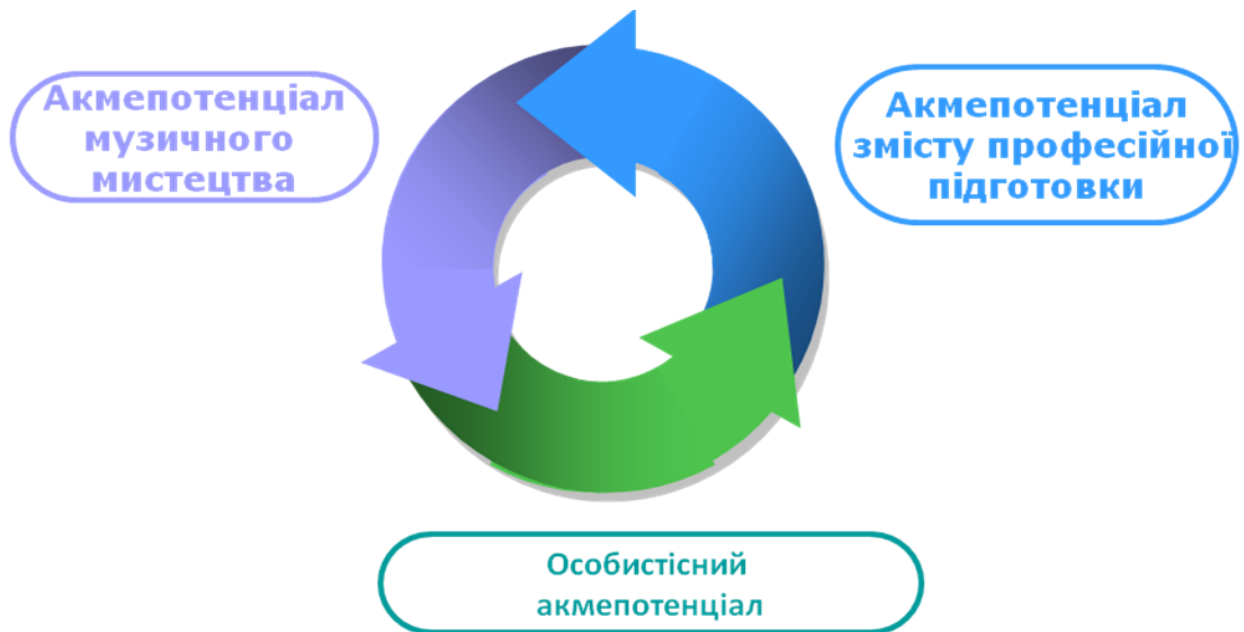 Акмепотенціал
музичного
мистецтва
Акмепотенціал
змісту професійної
підготовки
Особистісний
акмепотенціал